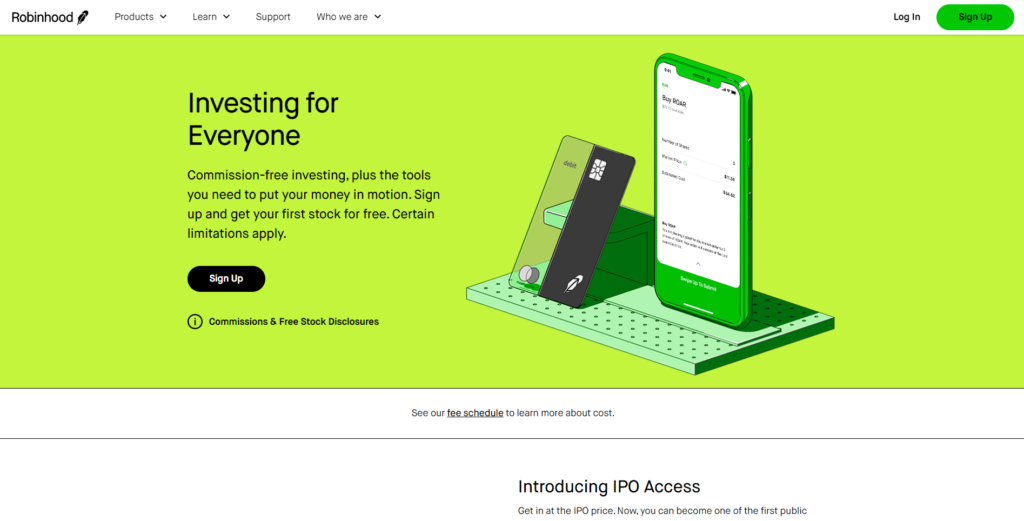 Robinhood
Products
Learn
Support
Who we are
Log In
Sign Up
Investing for
Everyone
Commission-free investing, plus the tools
you need to put your money in motion. Sign
up and get your first stock for free. Certain
limitations apply.
Sign Up
Commissions & Free Stock Disclosures
debit
9:41
Buy ROAR
Number of Shares
Market Price
Swipe Up To Submit
See our fee schedule to learn more about cost.
Introducing IPO Access
Get in at the IPO price. Now, you can become one of the first public